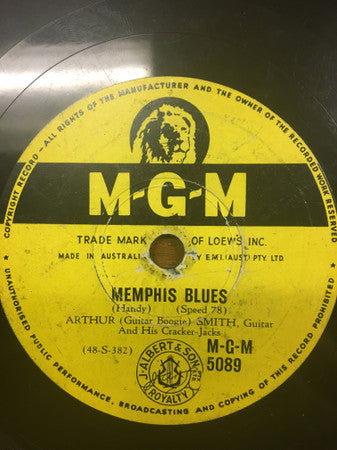 COPYRIGHT RECORD - ALL RIGHTS OF THE MANUFACTURER AND THE OWNER OF THE RECORDED WORK RESERVED
M-G-M
TRADE MARK OF LOEWS INC.
MADE IN AUSTRALIA Y E.M.I. (AUST) PTY LTD
MEMPHIS BLUES
(Handy) (Speed 78)
ARTHUR (Guitar Boogie) SMITH, Guitar
And His Cracker-Jacks
(48-S-382)
M-G-M
5089
J. ALBERT & SON PTY LTD
ROYALTY
★ UNAUTHORISED PUBLIC PERFORMANCE, BROADCASTING AND COPYING OF THIS RECORD PROHIBITED ★